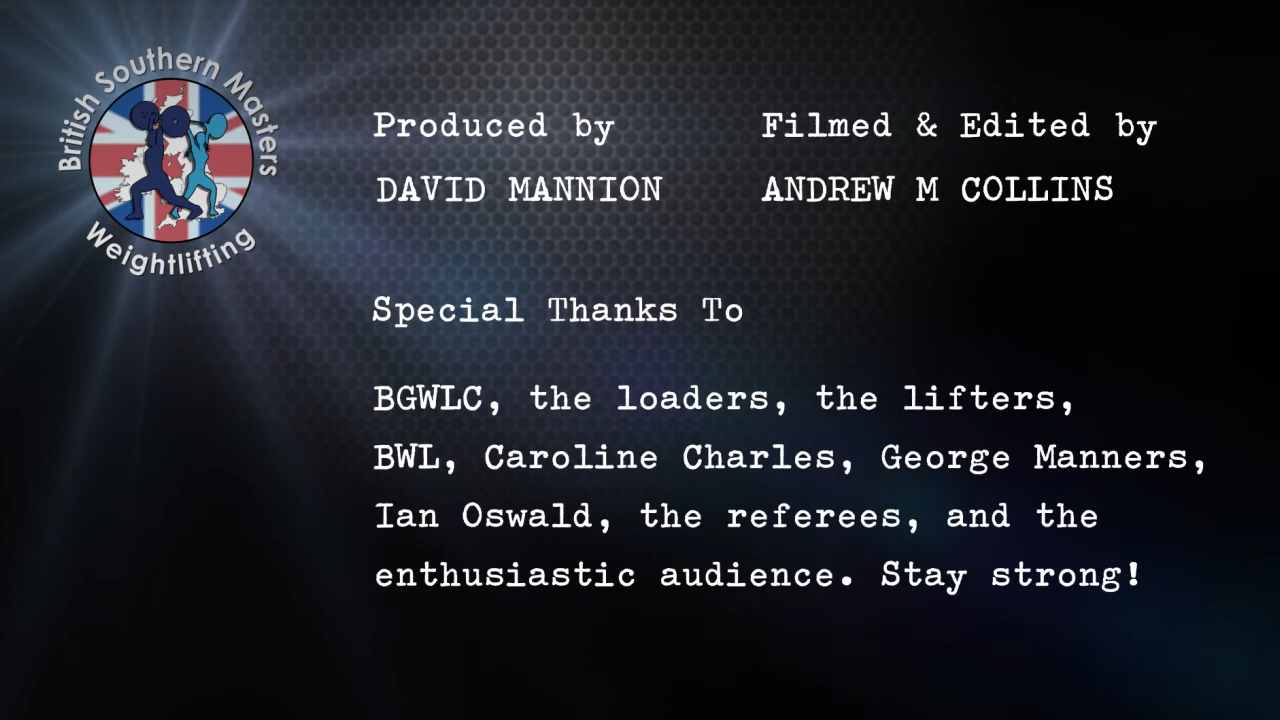 British Southern Masters
Weightlifting
Produced by
DAVID MANNION
Filmed & Edited by
ANDREW M COLLINS
Special Thanks To
BGWLC, the loaders, the lifters,
BWL, Caroline Charles, George Manners,
Ian Oswald, the referees, and the
enthusiastic audience. Stay strong!